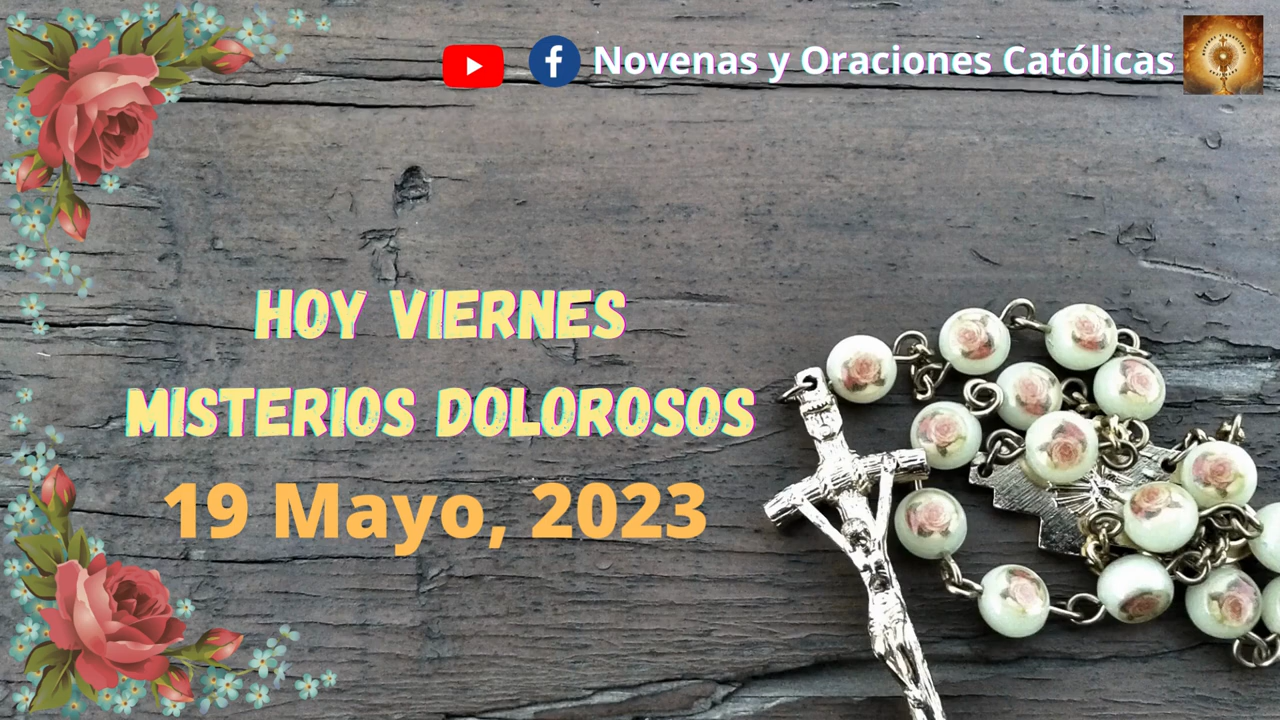 Novenas y Oraciones Católicas
HOY VIERNES
MISTERIOS DOLOROSOS
19 Mayo, 2023